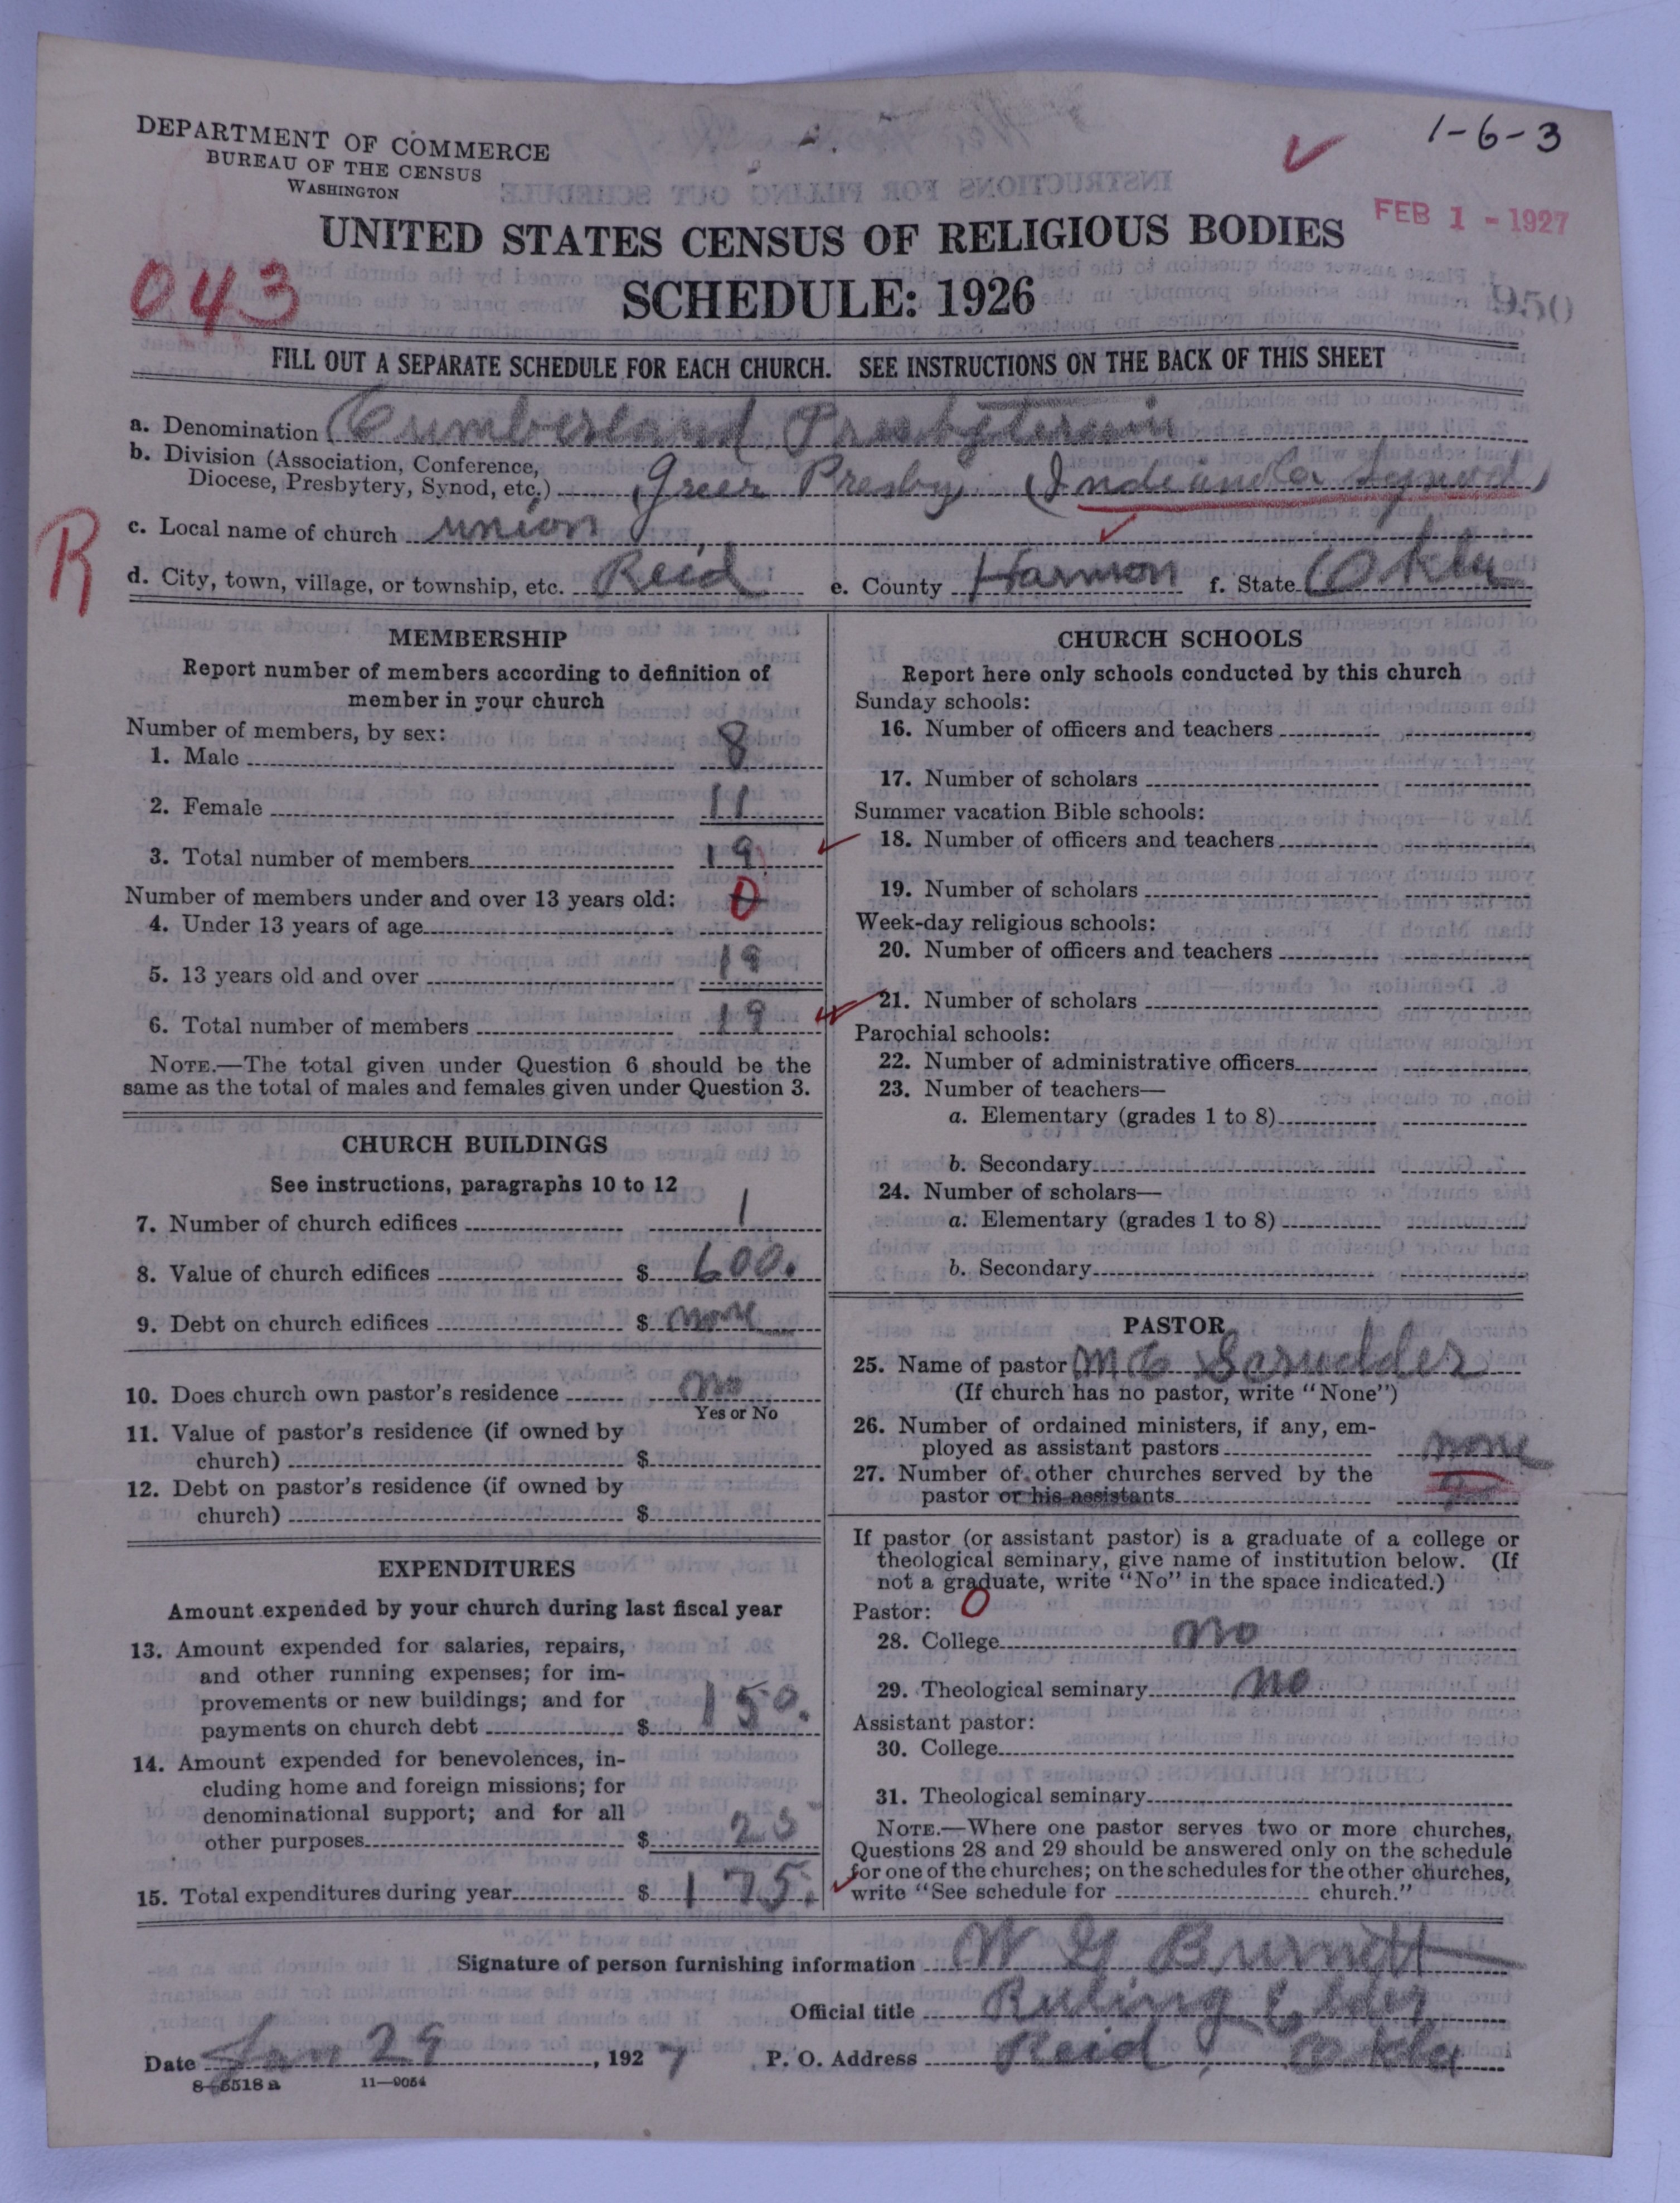 1-6-3
DEPARTMENT OF COMMERCE
BUREAU OF THE CENSUS
WASHINGTON
FEB 1 - 1927
UNITED STATES CENSUS OF RELIGIOUS BODIES
043
SCHEDULE: 1926
950
FILL OUT A SEPARATE SCHEDULE FOR EACH CHURCH. SEE INSTRUCTIONS ON THE BACK OF THIS SHEET
a. Denomination Cumberland Presbyterian
b. Division (Association, Conference,
Diocese, Presbytery, Synod, etc.) Greer Presby (Indianola Synod)
R
c. Local name of church union
d. City, town, village, or township, etc. Reid e. County Harmon f. State Okla
MEMBERSHIP
Report number of members according to definition of
member in your church
Number of members, by sex:
1. Male 8
2. Female 11
3. Total number of members 19
Number of members under and over 13 years old: 0
4. Under 13 years of age
5. 13 years old and over 19
6. Total number of members 19
NOTE.—The total given under Question 6 should be the
same as the total of males and females given under Question 3.
CHURCH BUILDINGS
See instructions, paragraphs 10 to 12
7. Number of church edifices 1
8. Value of church edifices $ 600.
9. Debt on church edifices $ none
10. Does church own pastor's residence no
Yes or No
11. Value of pastor's residence (if owned by
church) $
12. Debt on pastor's residence (if owned by
church) $
EXPENDITURES
Amount expended by your church during last fiscal year
13. Amount expended for salaries, repairs,
and other running expenses; for im-
provements or new buildings; and for
payments on church debt $ 150.
14. Amount expended for benevolences, in-
cluding home and foreign missions; for
denominational support; and for all
other purposes $ 25
15. Total expenditures during year $ 175.
CHURCH SCHOOLS
Report here only schools conducted by this church
Sunday schools:
16. Number of officers and teachers
17. Number of scholars
Summer vacation Bible schools:
18. Number of officers and teachers
19. Number of scholars
Week-day religious schools:
20. Number of officers and teachers
21. Number of scholars
Parochial schools:
22. Number of administrative officers
23. Number of teachers—
a. Elementary (grades 1 to 8)
b. Secondary
24. Number of scholars—
a. Elementary (grades 1 to 8)
b. Secondary
PASTOR
25. Name of pastor M C Scrudder
(If church has no pastor, write "None")
26. Number of ordained ministers, if any, em-
ployed as assistant pastors none
27. Number of other churches served by the
pastor or his assistants
If pastor (or assistant pastor) is a graduate of a college or
theological seminary, give name of institution below. (If
not a graduate, write "No" in the space indicated.)
Pastor: 0
28. College no
29. Theological seminary no
Assistant pastor:
30. College
31. Theological seminary
NOTE.—Where one pastor serves two or more churches,
Questions 28 and 29 should be answered only on the schedule
for one of the churches; on the schedules for the other churches,
write "See schedule for church."
Signature of person furnishing information W G Burnett
Official title Ruling Elder
Date Jan 29, 1927 P. O. Address Reid, Okla
8-5518a 11-9054